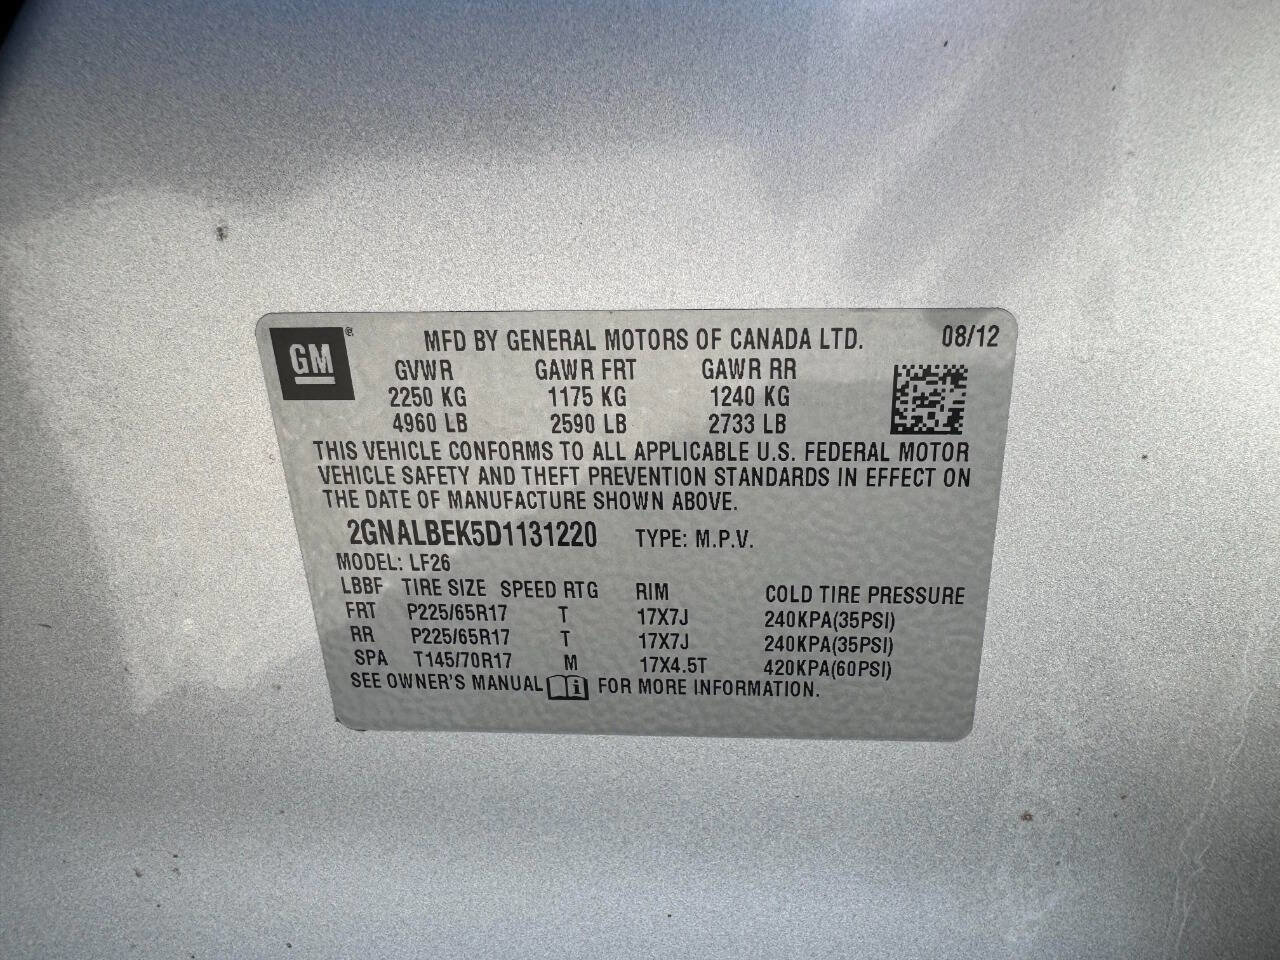 GM®
MFD BY GENERAL MOTORS OF CANADA LTD. 08/12
GVWR GAWR FRT GAWR RR
2250 KG 1175 KG 1240 KG
4960 LB 2590 LB 2733 LB
THIS VEHICLE CONFORMS TO ALL APPLICABLE U.S. FEDERAL MOTOR
VEHICLE SAFETY AND THEFT PREVENTION STANDARDS IN EFFECT ON
THE DATE OF MANUFACTURE SHOWN ABOVE.
2GNALBEK5D1131220 TYPE: M.P.V.
MODEL: LF26
LBBF TIRE SIZE SPEED RTG RIM COLD TIRE PRESSURE
FRT P225/65R17 T 17X7J 240KPA(35PSI)
RR P225/65R17 T 17X7J 240KPA(35PSI)
SPA T145/70R17 M 17X4.5T 420KPA(60PSI)
SEE OWNER'S MANUAL i FOR MORE INFORMATION.